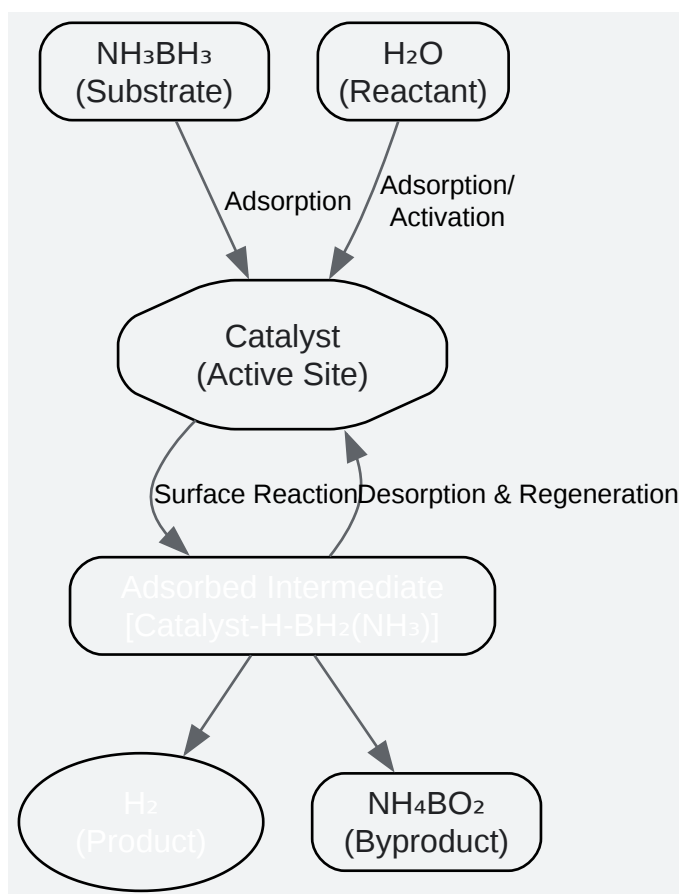 NH₃BH₃
(Substrate)
H₂O
(Reactant)
Adsorption
Adsorption/
Activation
Catalyst
(Active Site)
Surface Reaction
Desorption & Regeneration
Adsorbed Intermediate
[Catalyst-H-BH₂(NH₃)]
H₂
(Product)
NH₄BO₂
(Byproduct)